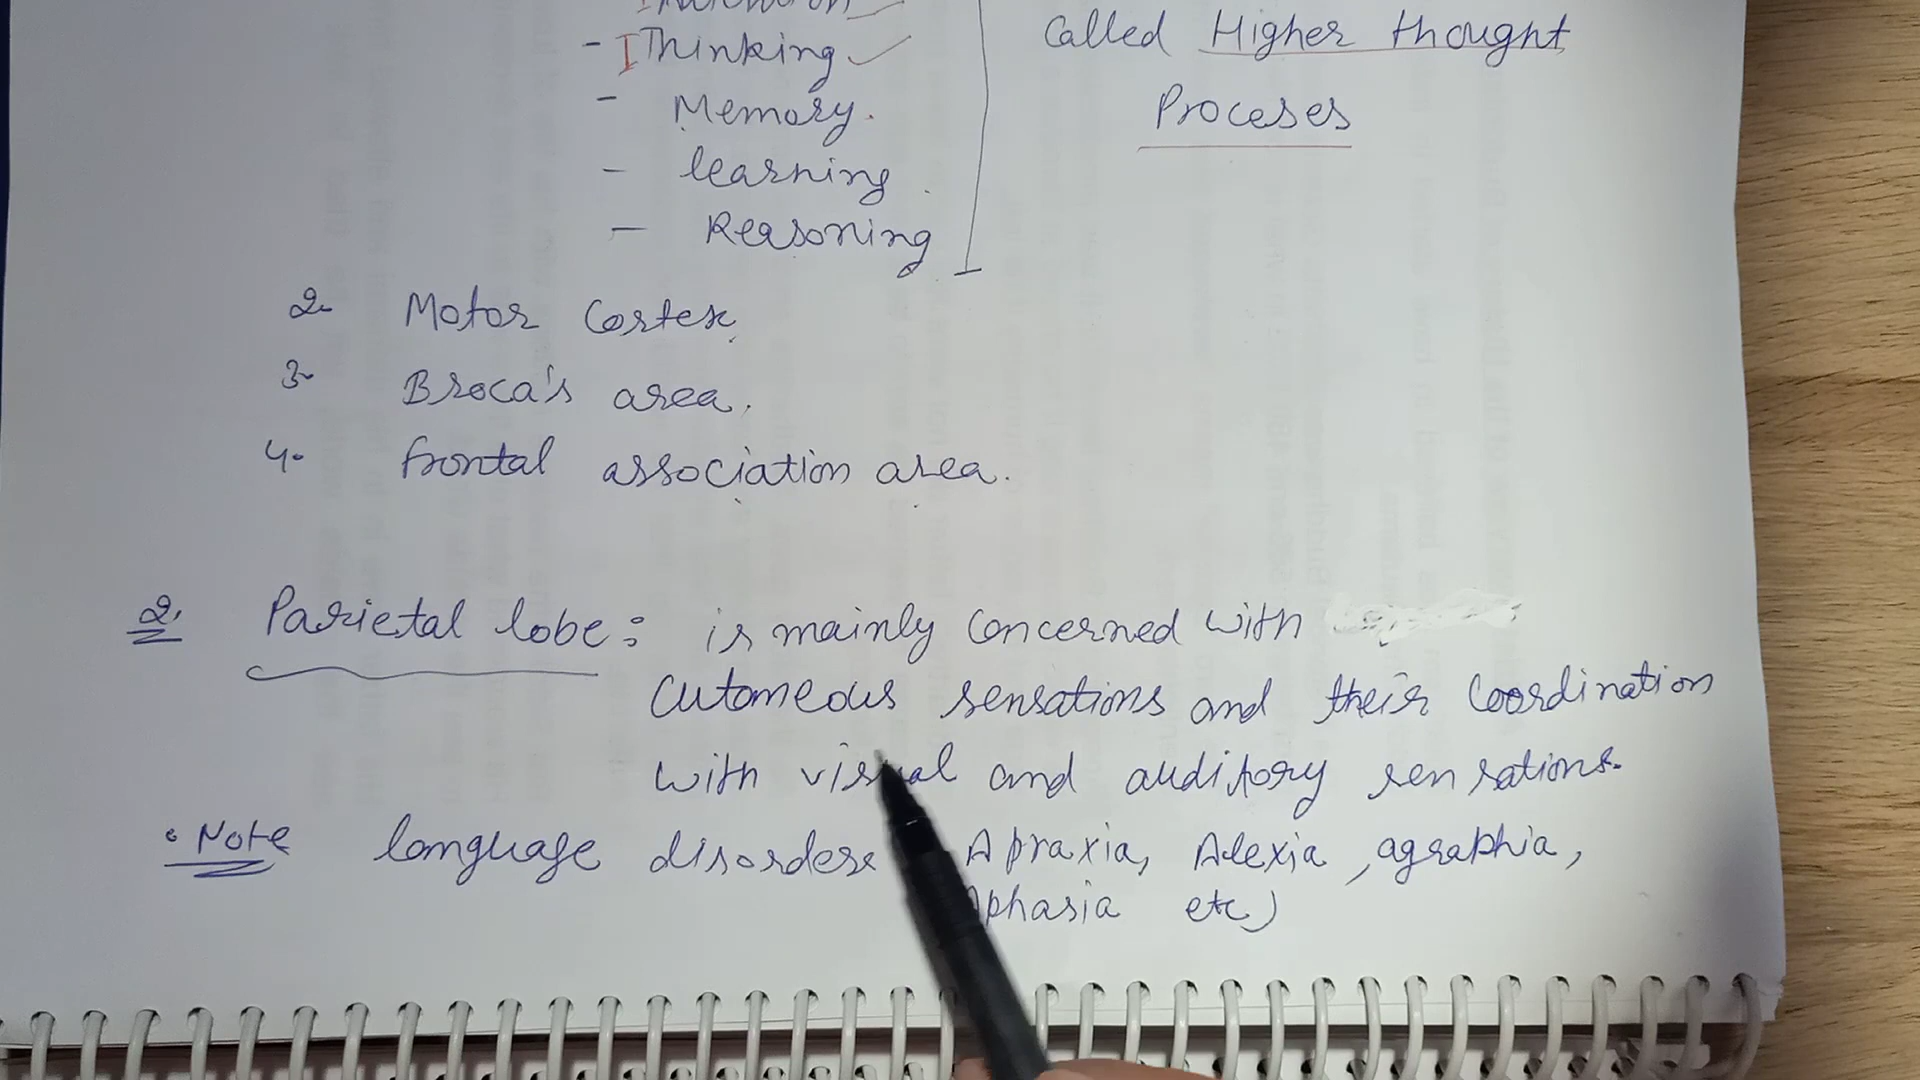 - Thinking
- Memory.
- learning
- Reasoning
Called Higher thought
Proceses
2. Motor Cortex
3. Broca's area.
4. frontal association area.
2. Parietal lobe: is mainly Concerned with
Cutaneous sensations and their Coordination
with visual and auditory sensations.
• Note language disorders Apraxia, Alexia, agraphia,
Aphasia etc)